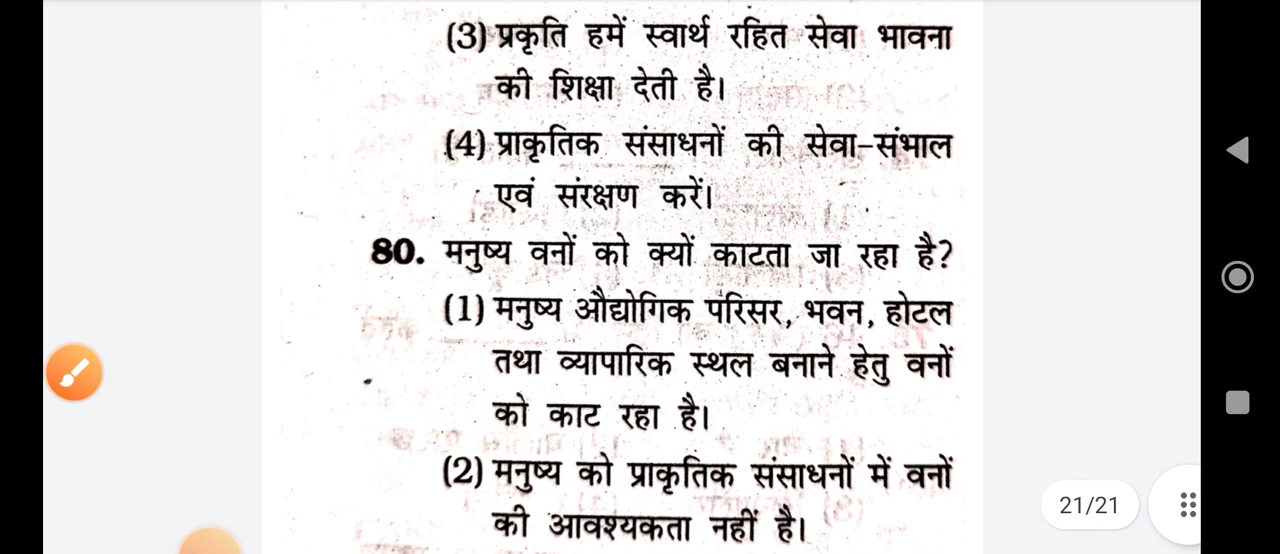 (3) प्रकृति हमें स्वार्थ रहित सेवा भावना
की शिक्षा देती है।
(4) प्राकृतिक संसाधनों की सेवा-संभाल
एवं संरक्षण करें।
80. मनुष्य वनों को क्यों काटता जा रहा है?
(1) मनुष्य औद्योगिक परिसर, भवन, होटल
तथा व्यापारिक स्थल बनाने हेतु वनों
को काट रहा है।
(2) मनुष्य को प्राकृतिक संसाधनों में वनों
की आवश्यकता नहीं है।
21/21